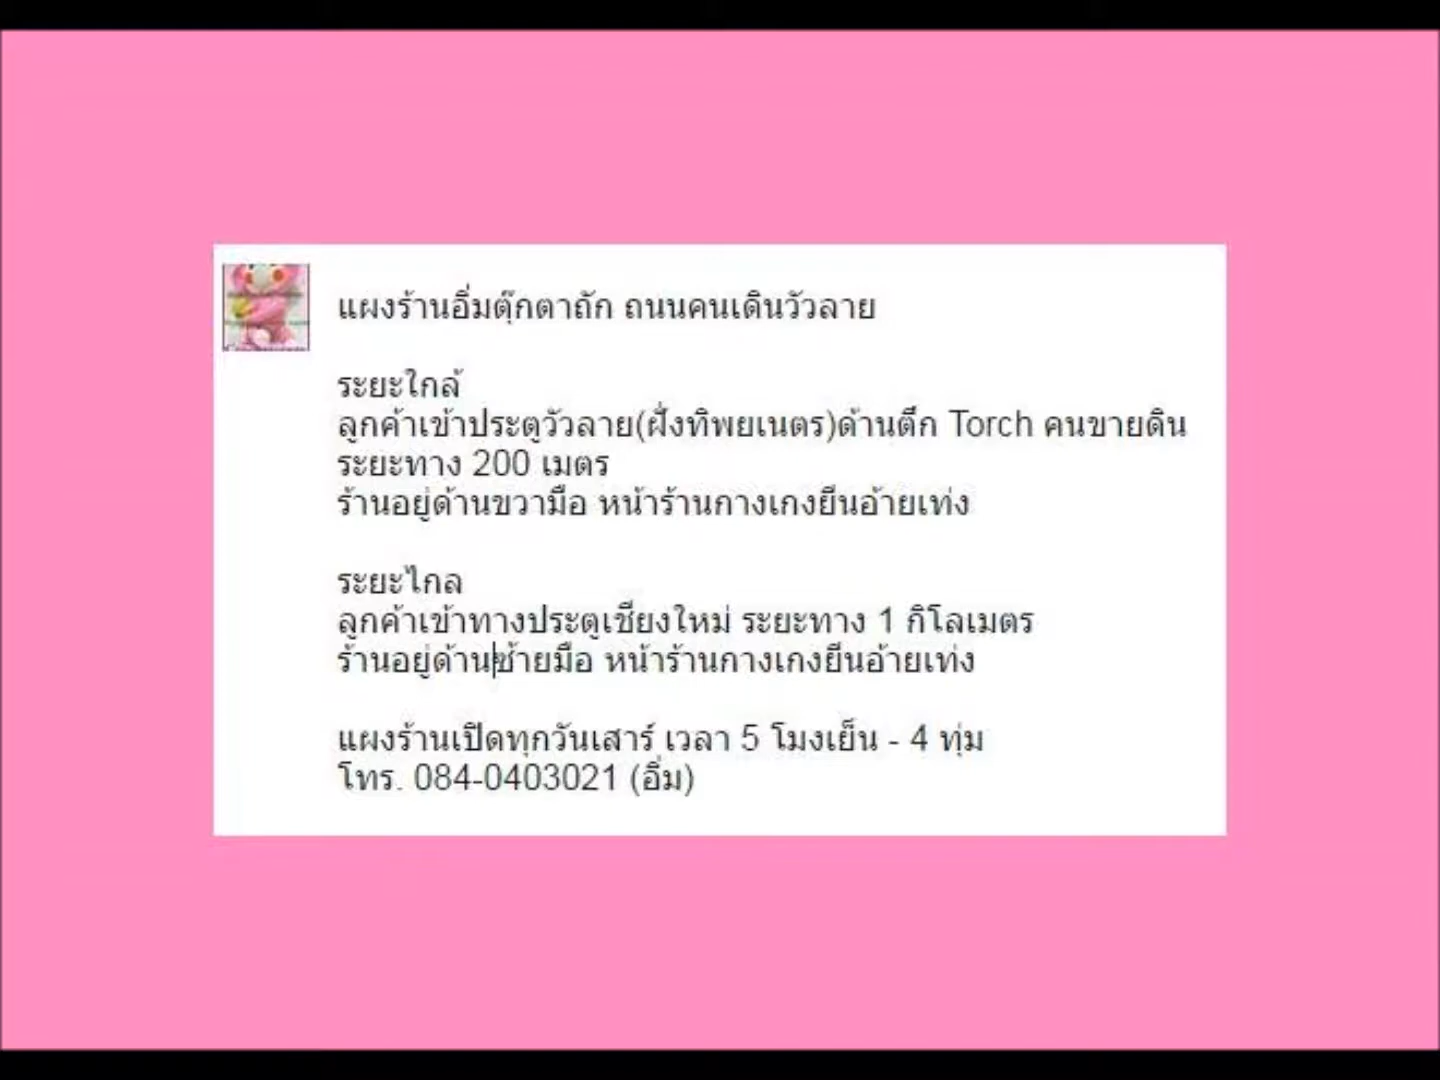 แผงร้านอิ่มตุ๊กตาถัก ถนนคนเดินวัวลาย
ระยะใกล้
ลูกค้าเข้าประตูวัวลาย(ฝั่งทิพยเนตร)ด้านตึก Torch คนขายดิน
ระยะทาง 200 เมตร
ร้านอยู่ด้านขวามือ หน้าร้านกางเกงยีนอ้ายเท่ง
ระยะไกล
ลูกค้าเข้าทางประตูเชียงใหม่ ระยะทาง 1 กิโลเมตร
ร้านอยู่ด้านซ้ายมือ หน้าร้านกางเกงยีนอ้ายเท่ง
แผงร้านเปิดทุกวันเสาร์ เวลา 5 โมงเย็น - 4 ทุ่ม
โทร. 084-0403021 (อิ่ม)